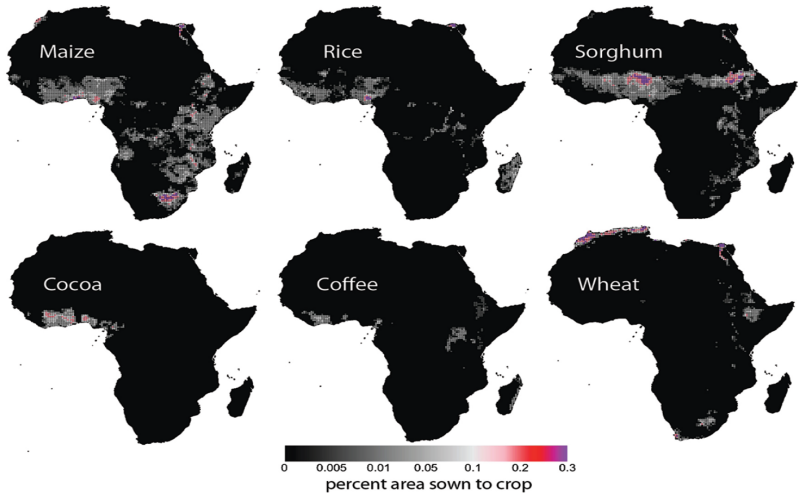 Maize
Rice
Sorghum
Cocoa
Coffee
Wheat
0 0.005 0.01 0.05 0.1 0.2 0.3
percent area sown to crop